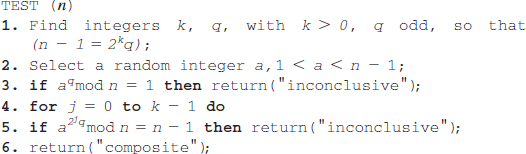 TEST (n)
1. Find integers k, q, with k > 0, q odd, so that
(n - 1 = 2^k q);
2. Select a random integer a, 1 < a < n - 1;
3. if a^q mod n = 1 then return("inconclusive");
4. for j = 0 to k - 1 do
5. if a^{2^j q} mod n = n - 1 then return("inconclusive");
6. return("composite");